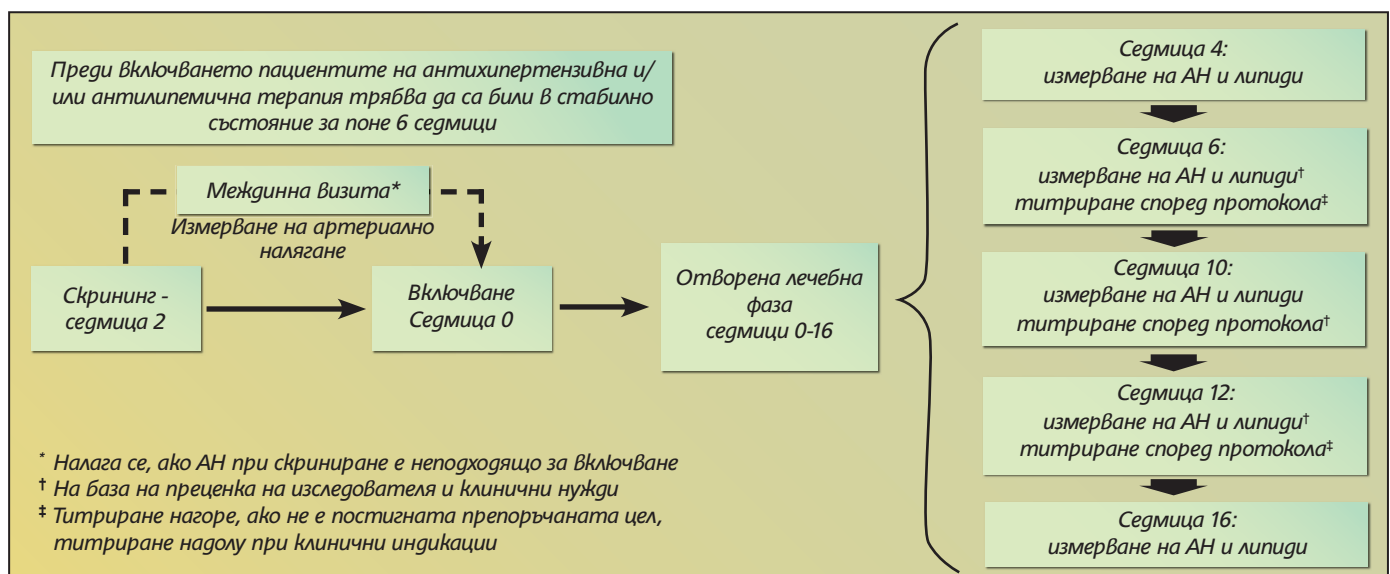 Преди включването пациентите на антихипертензивна и/
или антилипемична терапия трябва да са били в стабилно
състояние за поне 6 седмици
Междинна визита*
Измерване на артериално
налягане
Скрининг -
седмица 2
Включване
Седмица 0
Отворена лечебна
фаза
седмици 0-16
Седмица 4:
измерване на АН и липиди
Седмица 6:
измерване на АН и липиди†
титриране според протокола‡
Седмица 10:
измерване на АН и липиди
титриране според протокола†
Седмица 12:
измерване на АН и липиди†
титриране според протокола‡
Седмица 16:
измерване на АН и липиди
* Налага се, ако АН при скриниране е неподходящо за включване
† На база на преценка на изследователя и клинични нужди
‡ Титриране нагоре, ако не е постигната препоръчаната цел,
титриране надолу при клинични индикации